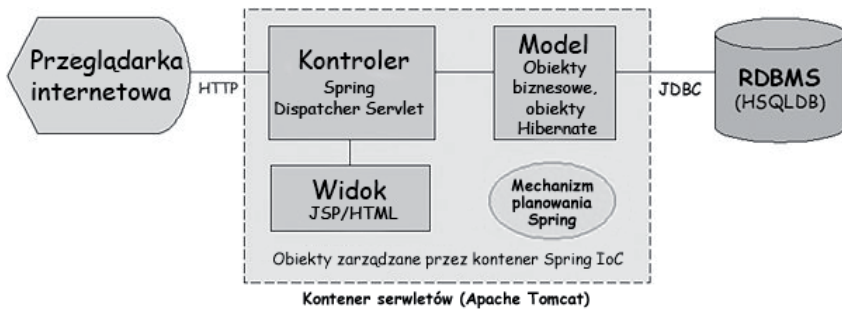 Przeglądarka
internetowa
HTTP
Kontroler
Spring
Dispatcher Servlet
Model
Obiekty
biznesowe,
obiekty
Hibernate
JDBC
RDBMS
(HSQLDB)
Widok
JSP/HTML
Mechanizm
planowania
Spring
Obiekty zarządzane przez kontener Spring IoC
Kontener serwletów (Apache Tomcat)